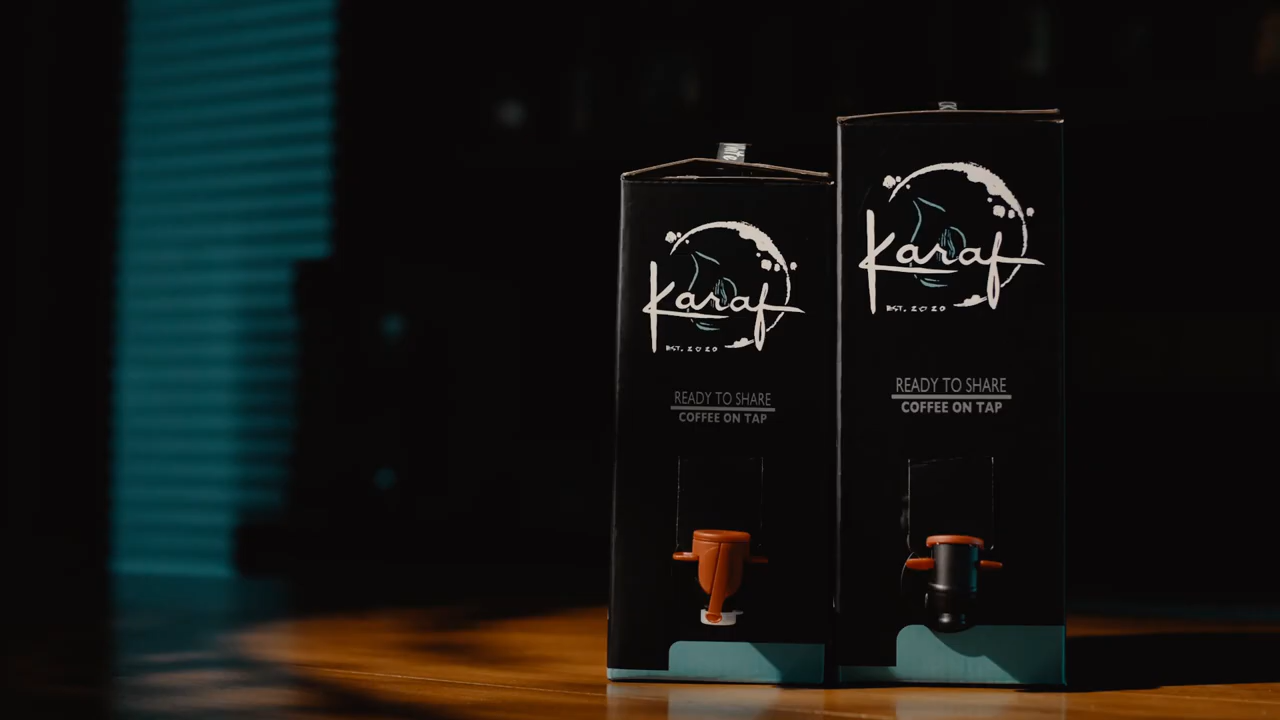 Karaf
EST. 2020
READY TO SHARE
COFFEE ON TAP
Karaf
EST. 2020
READY TO SHARE
COFFEE ON TAP